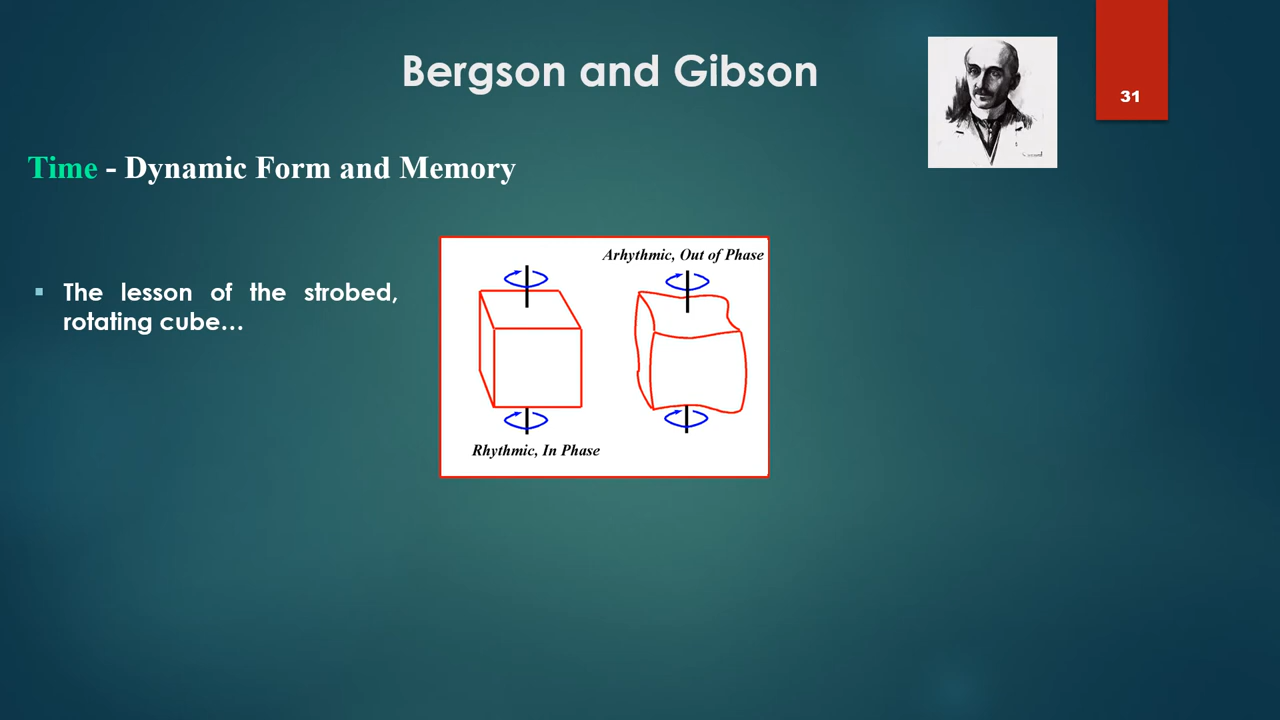 Bergson and Gibson
31
Time - Dynamic Form and Memory
The lesson of the strobed,
rotating cube…
Arhythmic, Out of Phase
Rhythmic, In Phase